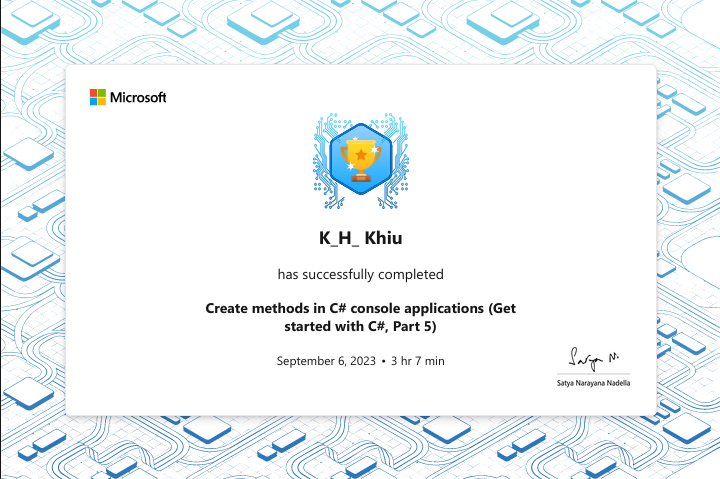 Microsoft
K_H_ Khiu
has successfully completed
Create methods in C# console applications (Get
started with C#, Part 5)
September 6, 2023 • 3 hr 7 min
Satya N.
Satya Narayana Nadella